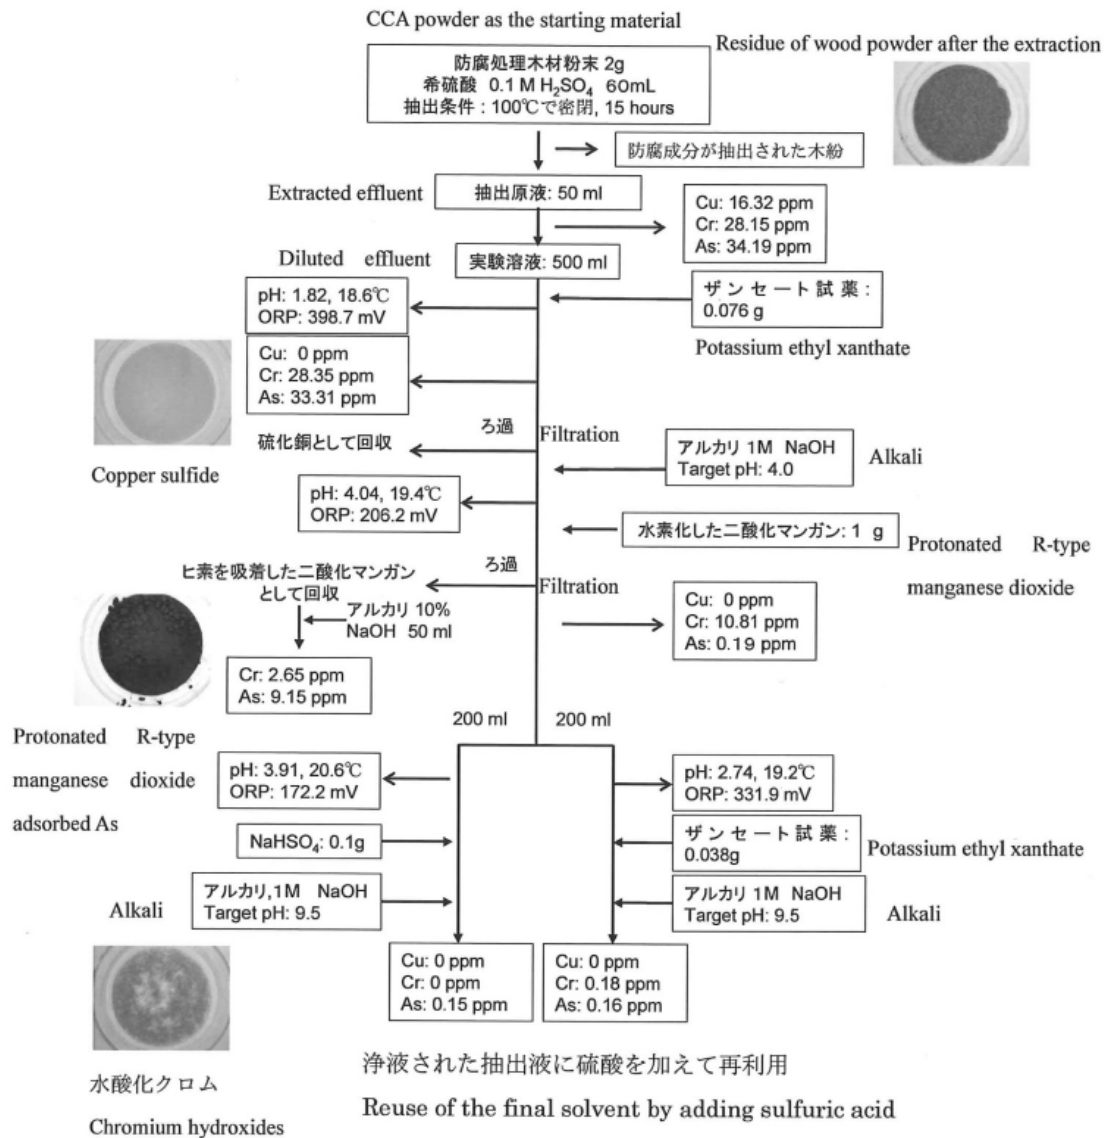 CCA powder as the starting material
Residue of wood powder after the extraction
防腐処理木材粉末 2g
希硫酸 0.1 M H₂SO₄ 60mL
抽出条件 : 100℃で密閉, 15 hours
防腐成分が抽出された木紛
Extracted effluent
抽出原液: 50 ml
Cu: 16.32 ppm
Cr: 28.15 ppm
As: 34.19 ppm
Diluted effluent
実験溶液: 500 ml
pH: 1.82, 18.6℃
ORP: 398.7 mV
ザンセート試薬 :
0.076 g
Potassium ethyl xanthate
Cu: 0 ppm
Cr: 28.35 ppm
As: 33.31 ppm
ろ過
Filtration
硫化銅として回収
Copper sulfide
アルカリ 1M NaOH
Target pH: 4.0
Alkali
pH: 4.04, 19.4℃
ORP: 206.2 mV
水素化した二酸化マンガン: 1 g
Protonated R-type
manganese dioxide
ろ過
Filtration
ヒ素を吸着した二酸化マンガン
として回収
アルカリ 10%
NaOH 50 ml
Cu: 0 ppm
Cr: 10.81 ppm
As: 0.19 ppm
Cr: 2.65 ppm
As: 9.15 ppm
Protonated R-type
manganese dioxide
adsorbed As
200 ml
200 ml
pH: 3.91, 20.6℃
ORP: 172.2 mV
pH: 2.74, 19.2℃
ORP: 331.9 mV
NaHSO₄: 0.1g
ザンセート試薬 :
0.038g
Potassium ethyl xanthate
アルカリ, 1M NaOH
Target pH: 9.5
Alkali
アルカリ 1M NaOH
Target pH: 9.5
Alkali
Cu: 0 ppm
Cr: 0 ppm
As: 0.15 ppm
Cu: 0 ppm
Cr: 0.18 ppm
As: 0.16 ppm
水酸化クロム
Chromium hydroxides
浄液された抽出液に硫酸を加えて再利用
Reuse of the final solvent by adding sulfuric acid